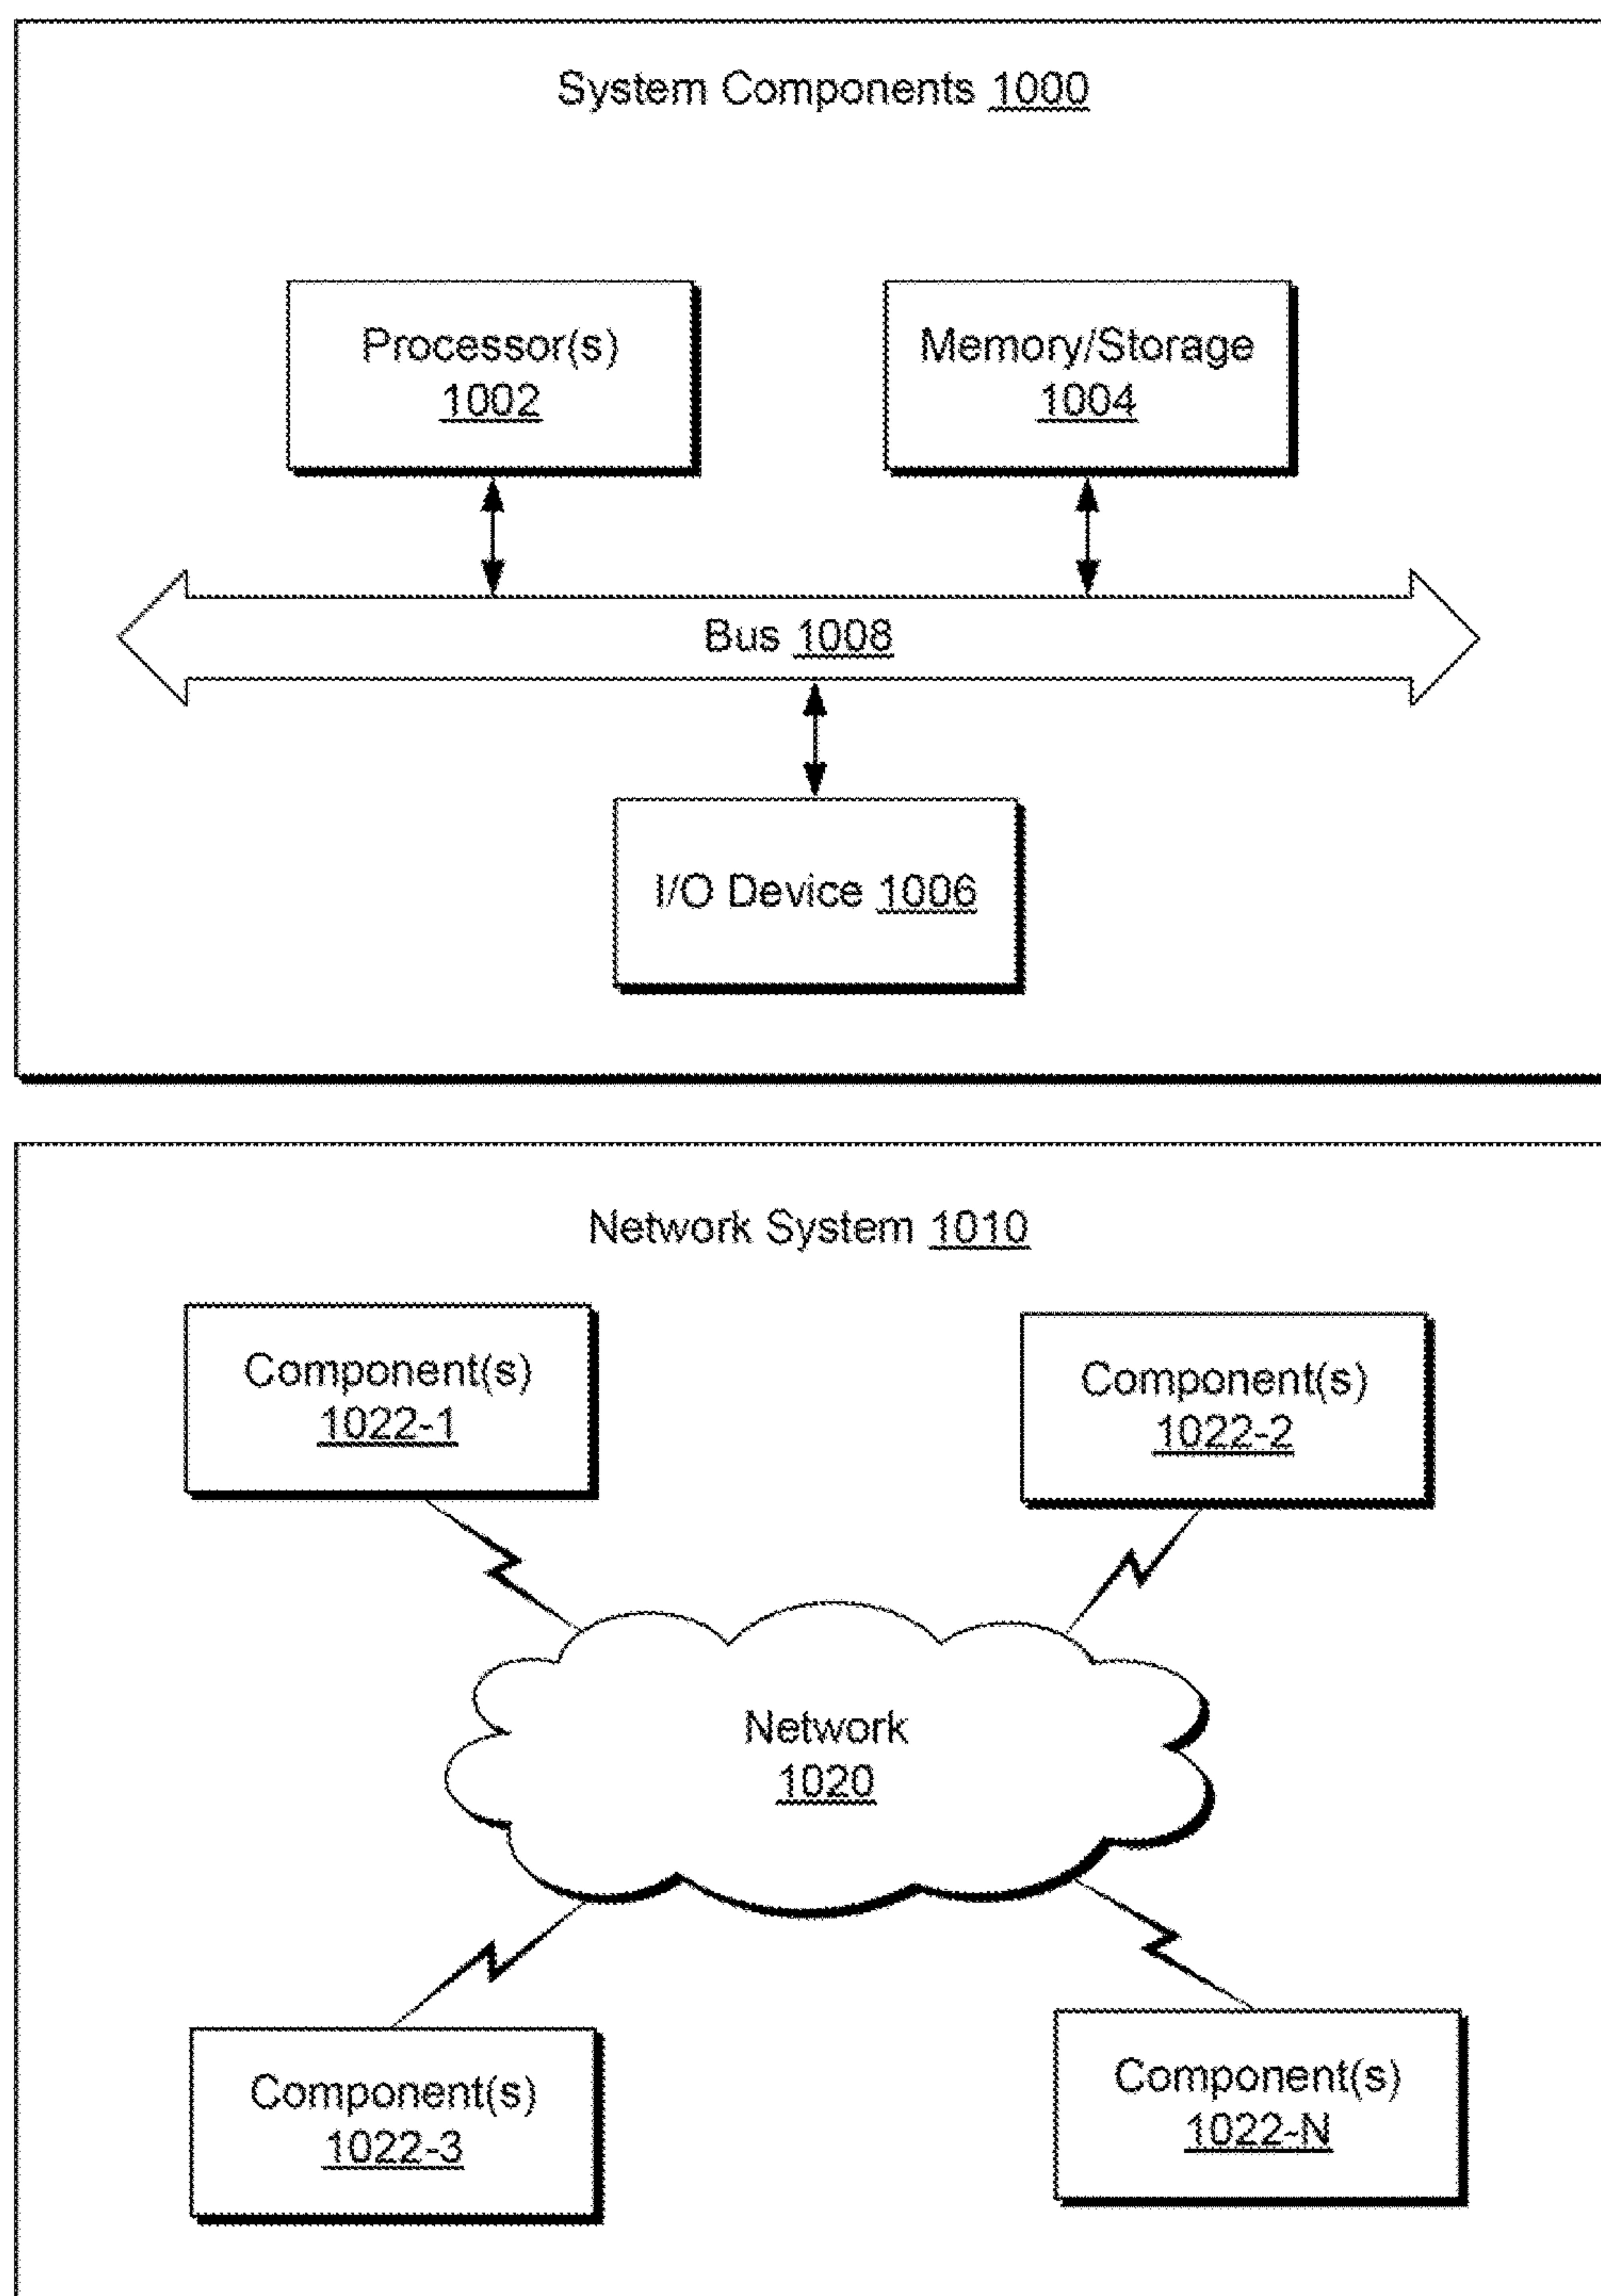 System Components 1000
Processor(s)
1002
Memory/Storage
1004
Bus 1008
I/O Device 1006
Network System 1010
Component(s)
1022-1
Component(s)
1022-2
Network
1020
Component(s)
1022-3
Component(s)
1022-N